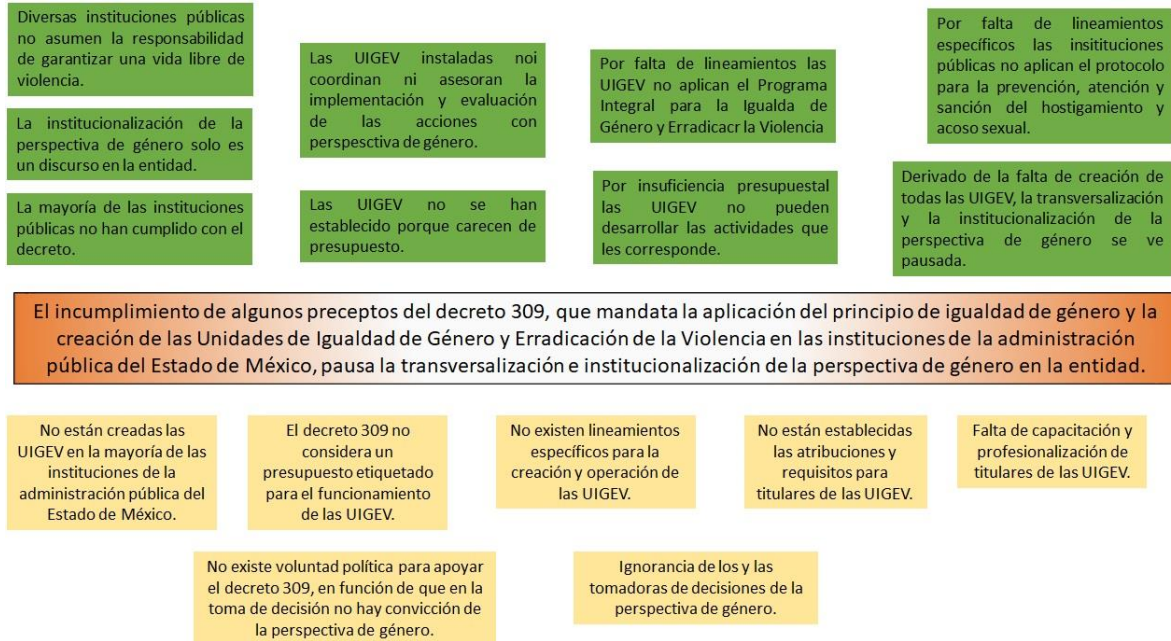 Diversas instituciones públicas
no asumen la responsabilidad
de garantizar una vida libre de
violencia.
La institucionalización de la
perspectiva de género solo es
un discurso en la entidad.
La mayoría de las instituciones
públicas no han cumplido con el
decreto.
Las UIGEV instaladas noi
coordinan ni asesoran la
implementación y evaluación
de las acciones con
perspesctiva de género.
Las UIGEV no se han
establecido porque carecen de
presupuesto.
Por falta de lineamientos las
UIGEV no aplican el Programa
Integral para la Igualda de
Género y Erradicacr la Violencia
Por insuficiencia presupuestal
las UIGEV no pueden
desarrollar las actividades que
les corresponde.
Por falta de lineamientos
específicos las insitituciones
públicas no aplican el protocolo
para la prevención, atención y
sanción del hostigamiento y
acoso sexual.
Derivado de la falta de creación de
todas las UIGEV, la transversalización
y la institucionalización de la
perspectiva de género se ve
pausada.
El incumplimiento de algunos preceptos del decreto 309, que mandata la aplicación del principio de igualdad de género y la
creación de las Unidades de Igualdad de Género y Erradicación de la Violencia en las instituciones de la administración
pública del Estado de México, pausa la transversalización e institucionalización de la perspectiva de género en la entidad.
No están creadas las
UIGEV en la mayoría de las
instituciones de la
administración pública del
Estado de México.
El decreto 309 no
considera un
presupuesto etiquetado
para el funcionamiento
de las UIGEV.
No existen lineamientos
específicos para la
creación y operación de
las UIGEV.
No están establecidas
las atribuciones y
requisitos para
titulares de las UIGEV.
Falta de capacitación y
profesionalización de
titulares de las UIGEV.
No existe voluntad política para apoyar
el decreto 309, en función de que en la
toma de decisión no hay convicción de
la perspectiva de género.
Ignorancia de los y las
tomadoras de decisiones de la
perspectiva de género.